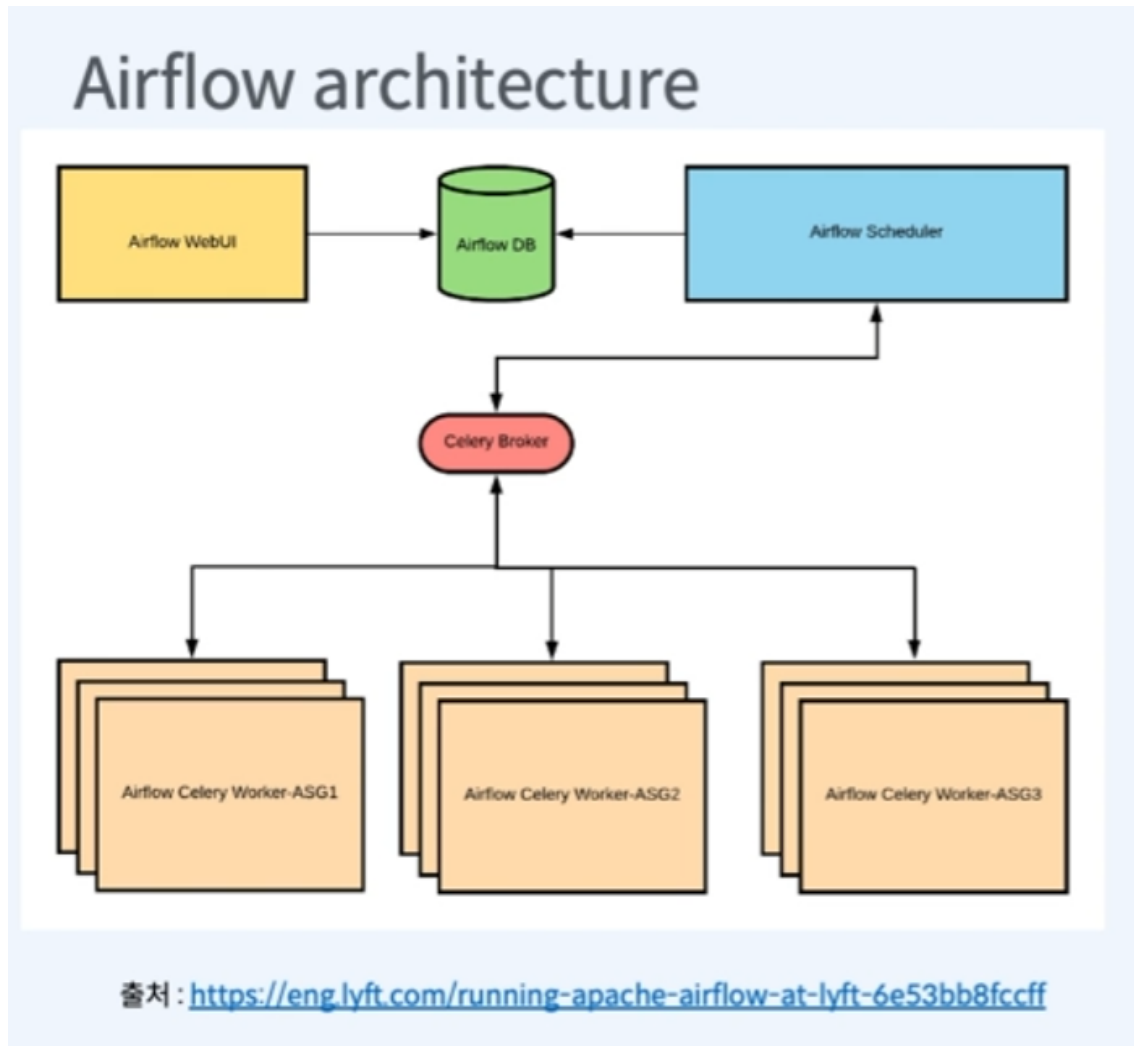 Airflow architecture
Airflow WebUI
Airflow DB
Airflow Scheduler
Celery Broker
Airflow Celery Worker-ASG1
Airflow Celery Worker-ASG2
Airflow Celery Worker-ASG3
출처 : https://eng.lyft.com/running-apache-airflow-at-lyft-6e53bb8fccff